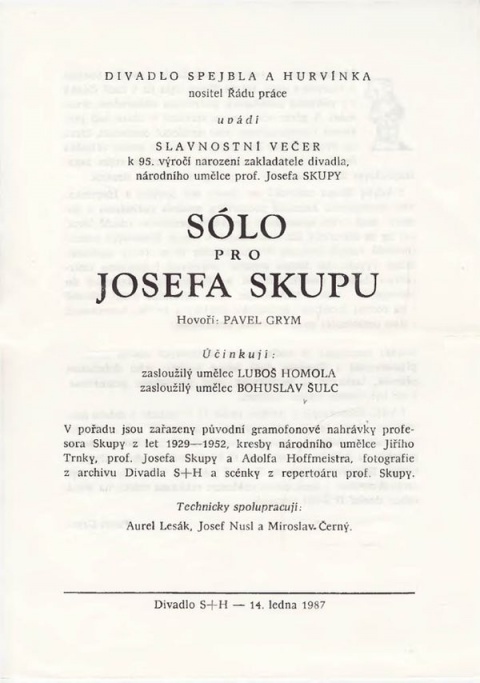 DIVADLO SPEJBLA A HURVÍNKA
nositel Řádu práce
uvádí
SLAVNOSTNÍ VEČER
k 95. výročí narození zakladatele divadla,
národního umělce prof. Josefa SKUPY
SÓLO
PRO
JOSEFA SKUPU
Hovoří: PAVEL GRYM
Účinkují:
zasloužilý umělec LUBOŠ HOMOLA
zasloužilý umělec BOHUSLAV ŠULC
V pořadu jsou zařazeny původní gramofonové nahrávky profe-
sora Skupy z let 1929—1952, kresby národního umělce Jiřího
Trnky, prof. Josefa Skupy a Adolfa Hoffmeistra, fotografie
z archivu Divadla S+H a scénky z repertoáru prof. Skupy.
Technicky spolupracují:
Aurel Lesák, Josef Nusl a Miroslav Černý.
Divadlo S+H — 14. ledna 1987